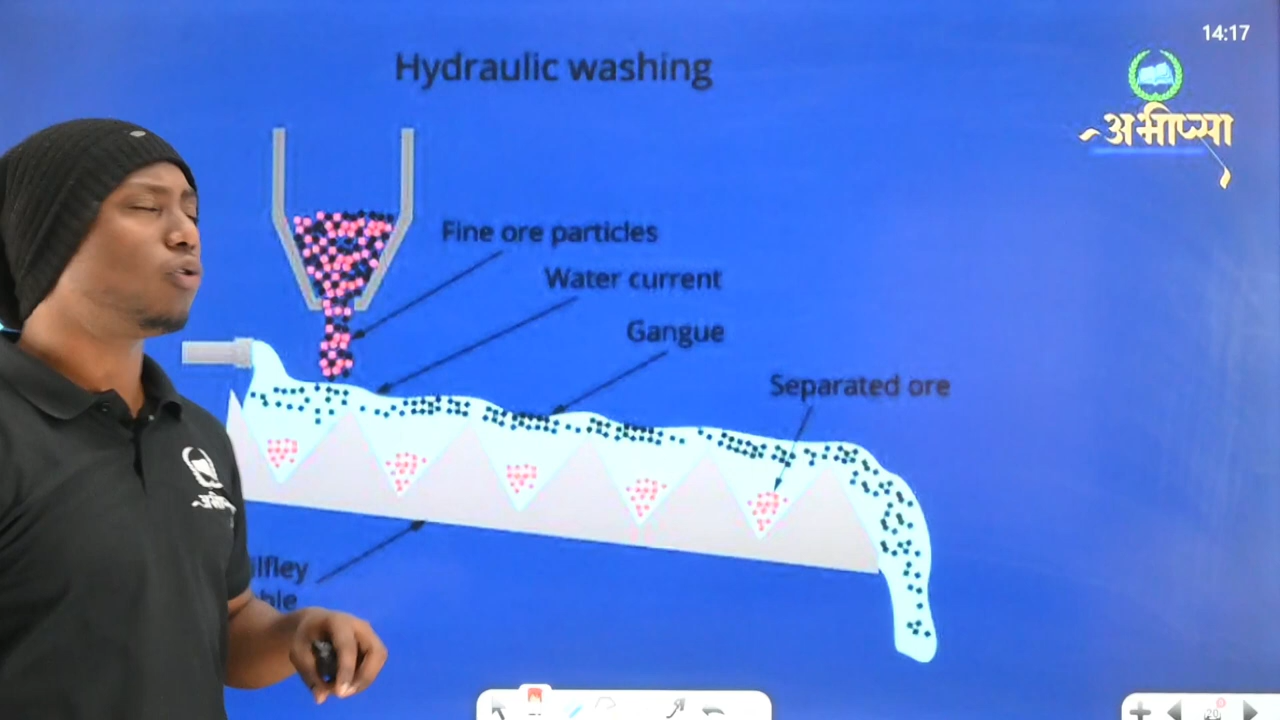 14:17
Hydraulic washing
अभीप्सा
Fine ore particles
Water current
Gangue
Separated ore